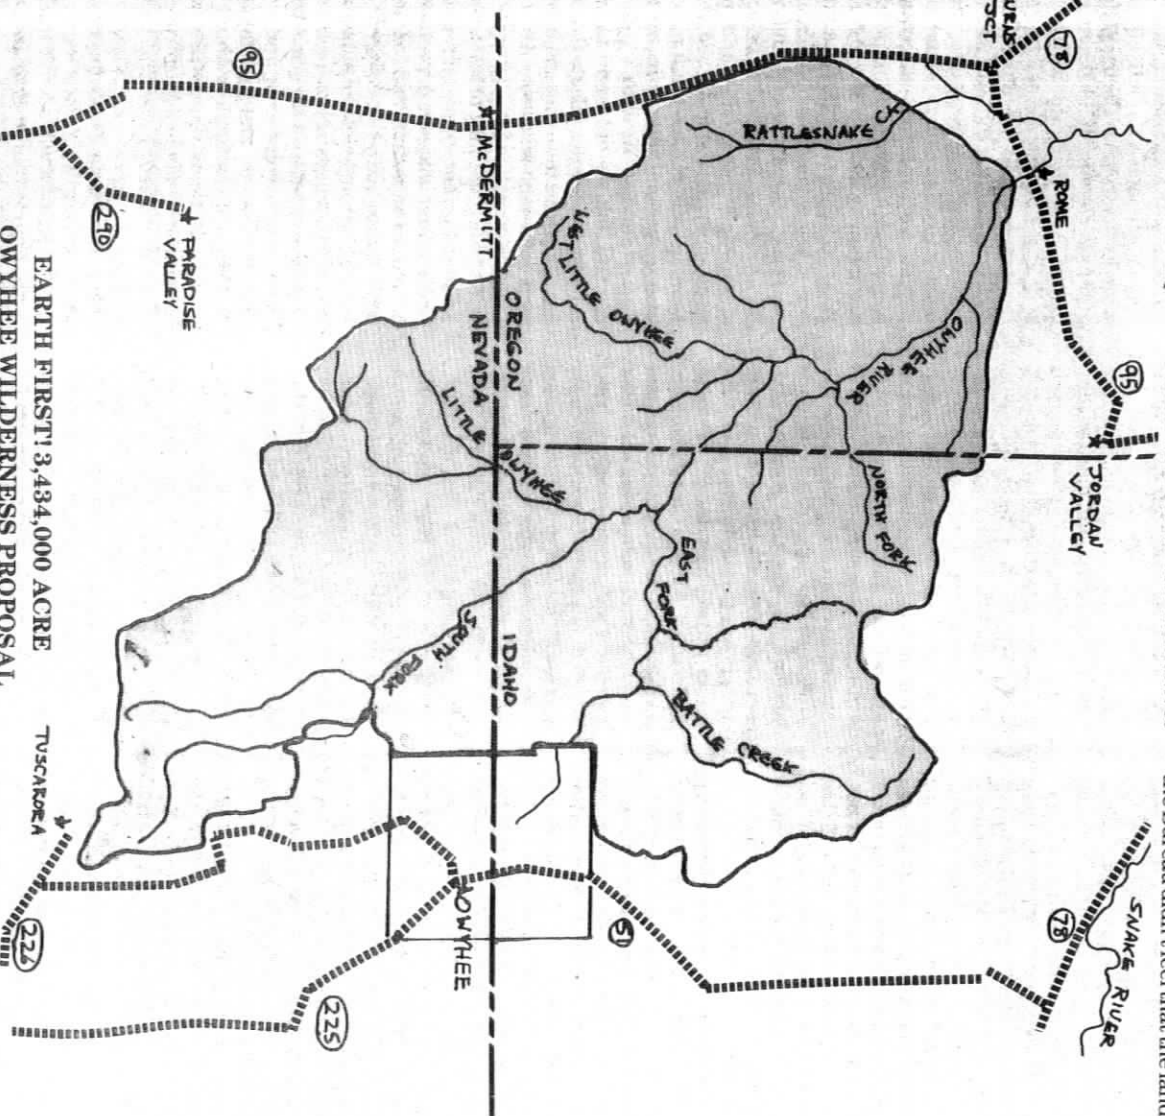 SNAKE RIVER
95
JORDAN
VALLEY
78
78
ROME
JCT
OWYHEE
RIVER
NORTH FORK
RATTLESNAKE CK
BATTLE CREEK
EAST
FORK
51
WEST LITTLE OWYHEE
OREGON
IDAHO
McDERMITT
NEVADA
LITTLE OWYHEE
SOUTH
FORK
OWYHEE
225
95
PARADISE
VALLEY
290
TUSCARORA
226
EARTH FIRST! 3,434,000 ACRE
OWYHEE WILDERNESS PROPOSAL